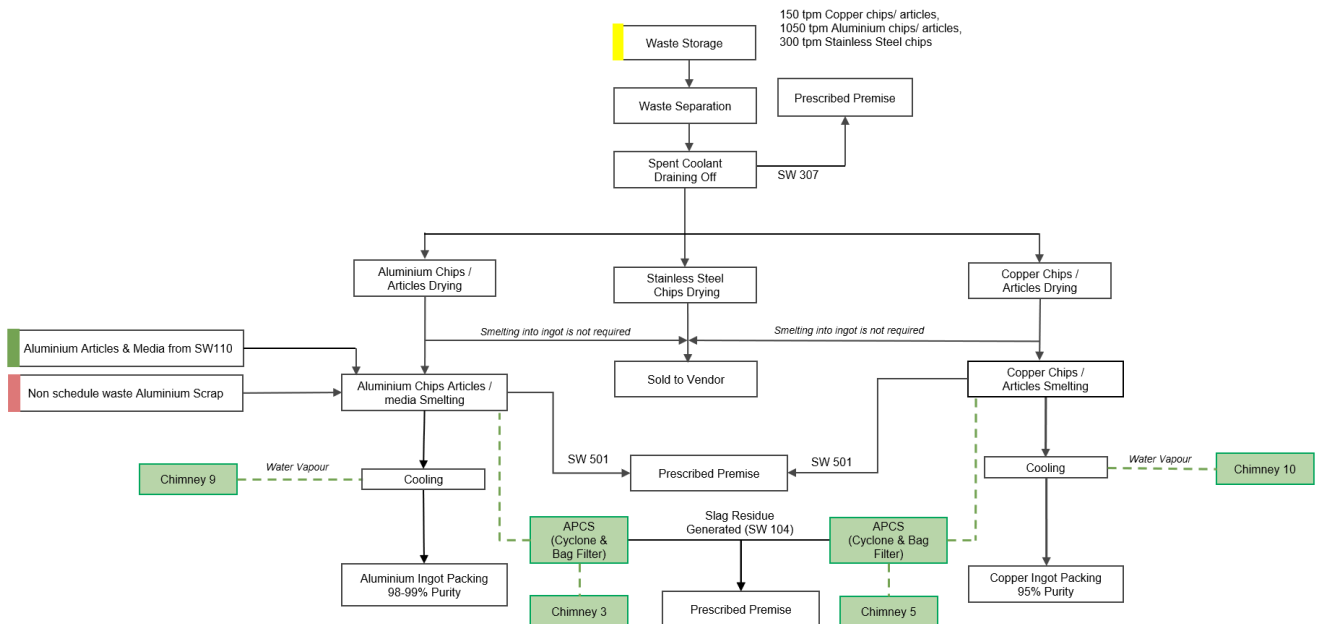 150 tpm Copper chips/ articles,
1050 tpm Aluminium chips/ articles,
300 tpm Stainless Steel chips
Waste Storage
Prescribed Premise
Waste Separation
Spent Coolant
Draining Off
SW 307
Aluminium Chips /
Articles Drying
Stainless Steel
Chips Drying
Copper Chips /
Articles Drying
Smelting into ingot is not required
Smelting into ingot is not required
Aluminium Articles & Media from SW110
Non schedule waste Aluminium Scrap
Aluminium Chips Articles /
media Smelting
Sold to Vendor
Copper Chips /
Articles Smelting
SW 501
SW 501
Prescribed Premise
Chimney 9
Water Vapour
Cooling
Cooling
Water Vapour
Chimney 10
APCS
(Cyclone &
Bag Filter)
Slag Residue
Generated (SW 104)
APCS
(Cyclone & Bag
Filter)
Aluminium Ingot Packing
98-99% Purity
Copper Ingot Packing
95% Purity
Chimney 3
Prescribed Premise
Chimney 5